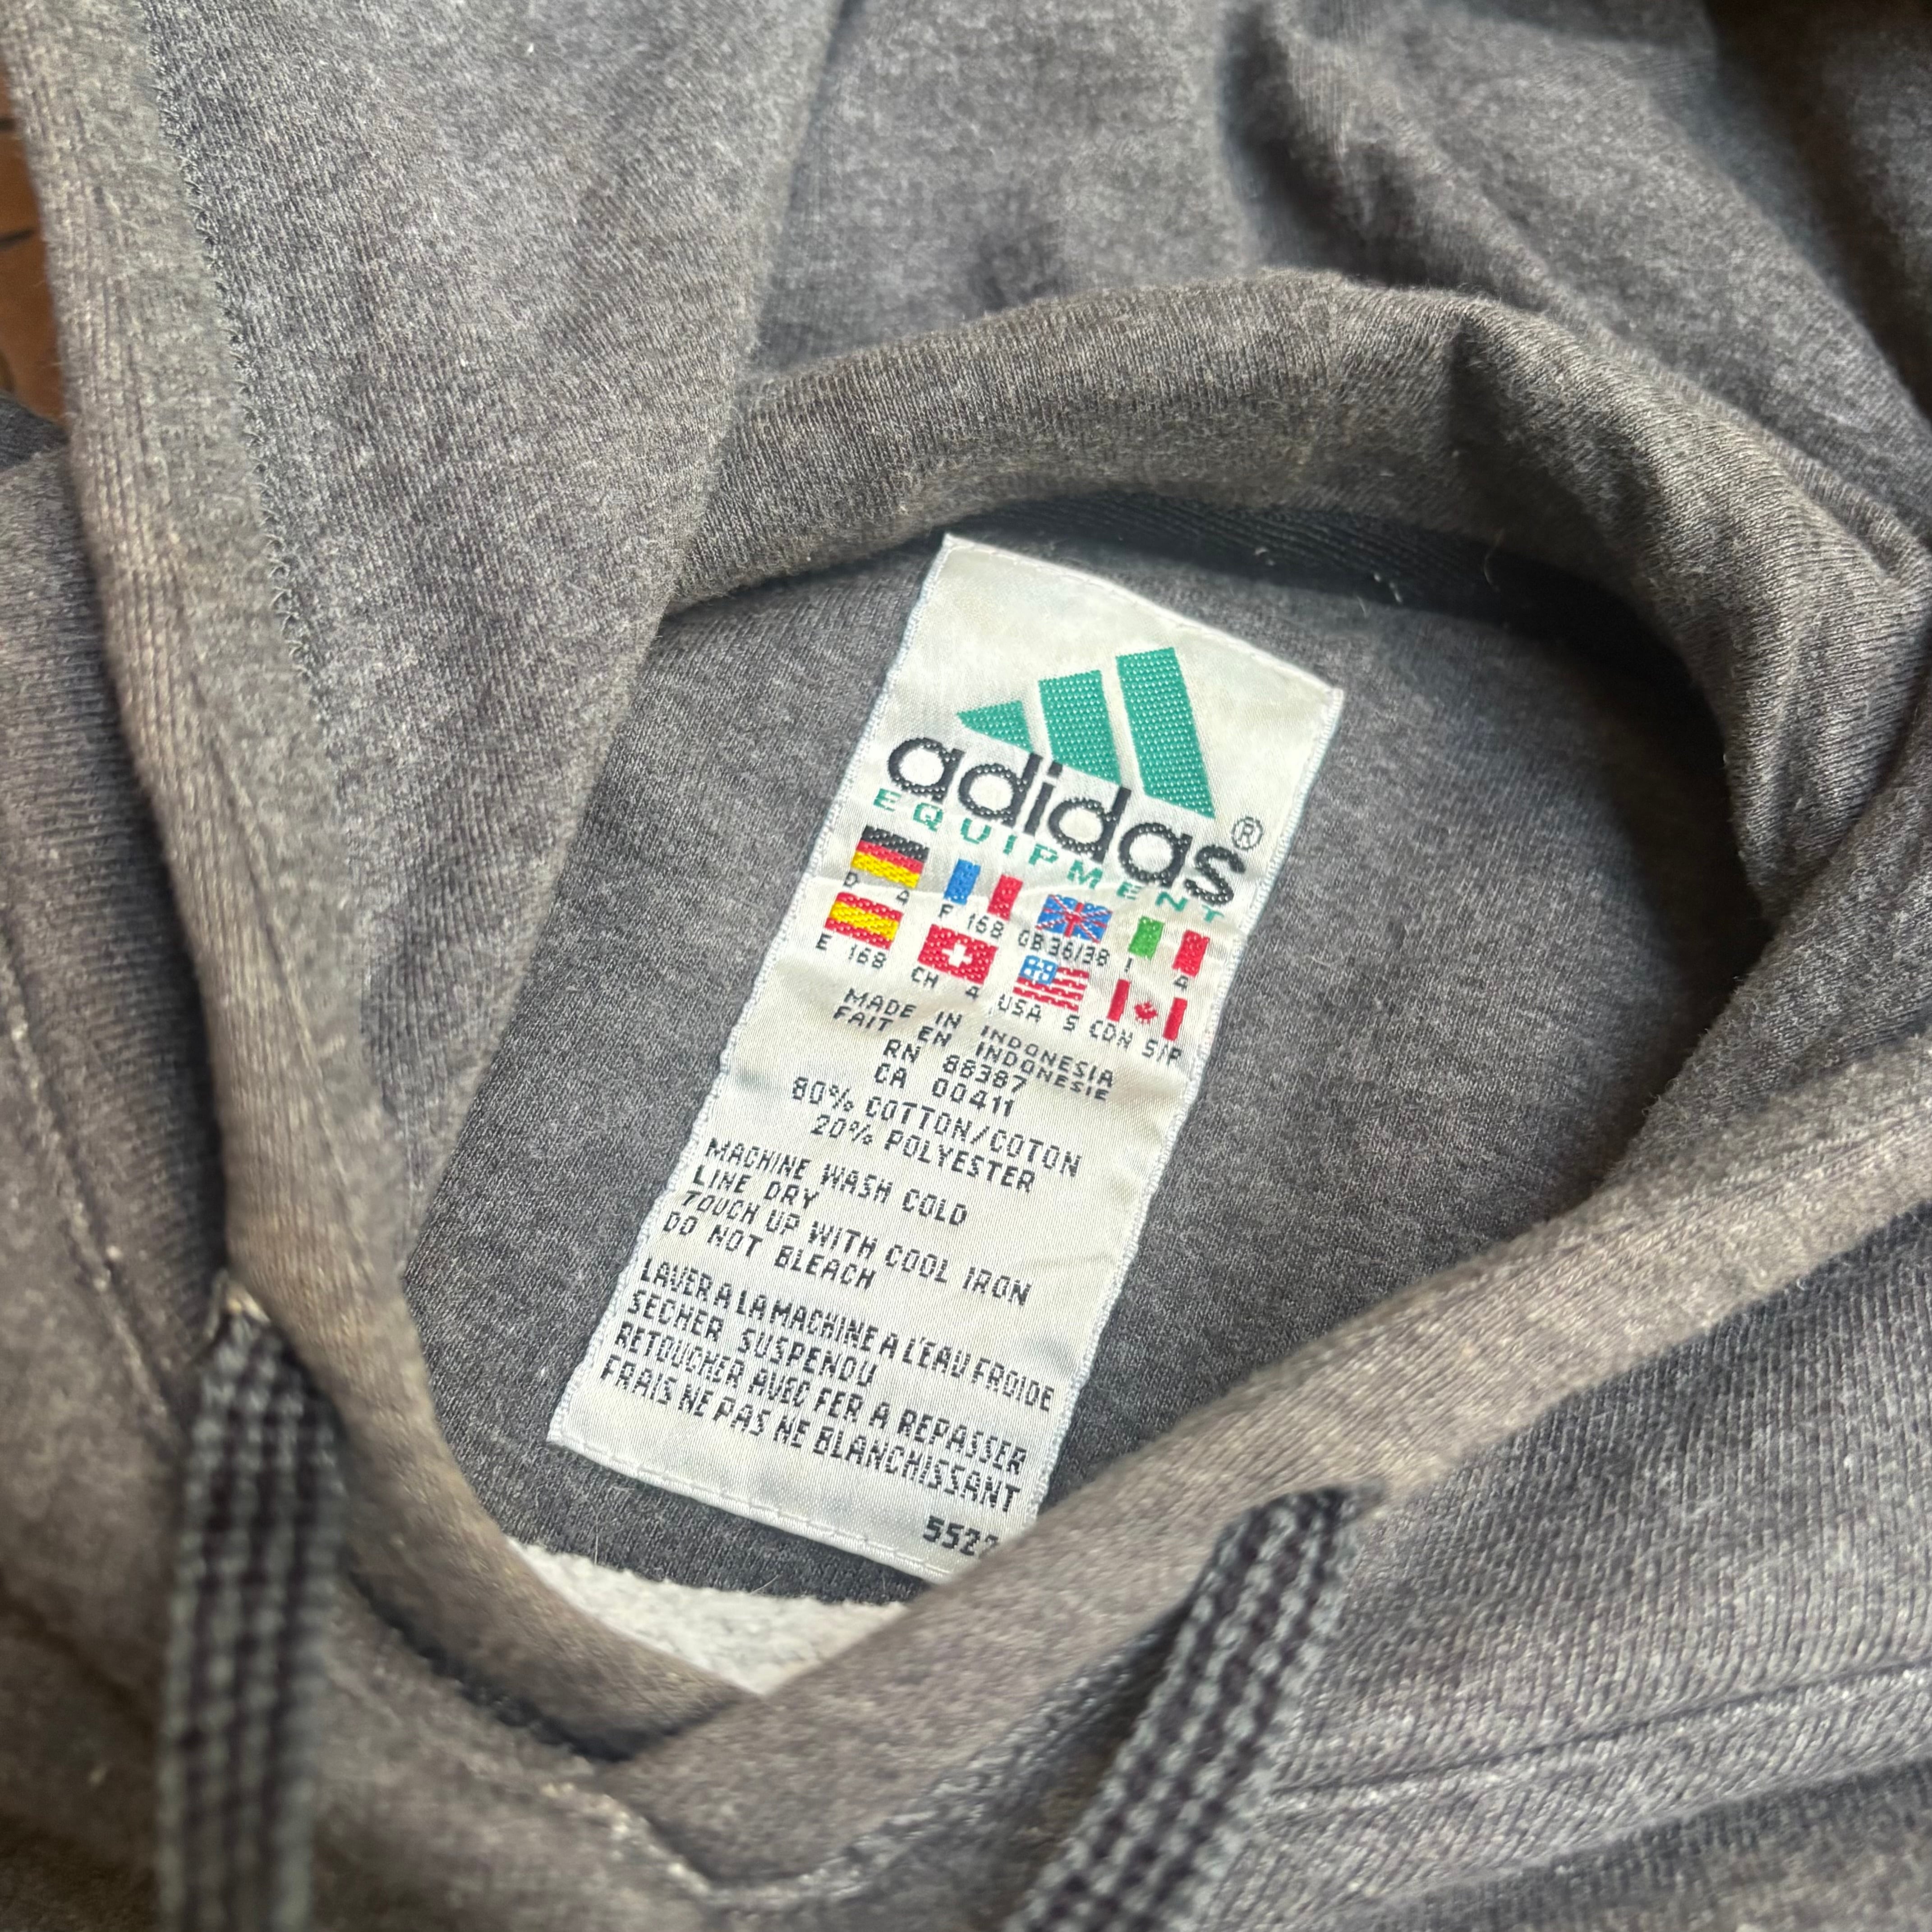 adidas®
EQUIPMENT
D 4 F 168 GB 36/38 I 4
E 168 CH 4 USA S CDN S/P
MADE IN INDONESIA
FAIT EN INDONESIE
RN 88387
CA 00411
80% COTTON/COTON
20% POLYESTER
MACHINE WASH COLD
LINE DRY
TOUCH UP WITH COOL IRON
DO NOT BLEACH
LAVER A LA MACHINE A L'EAU FROIDE
SECHER SUSPENDU
RETOUCHER AVEC FER A REPASSER
FRAIS NE PAS NE BLANCHISSANT